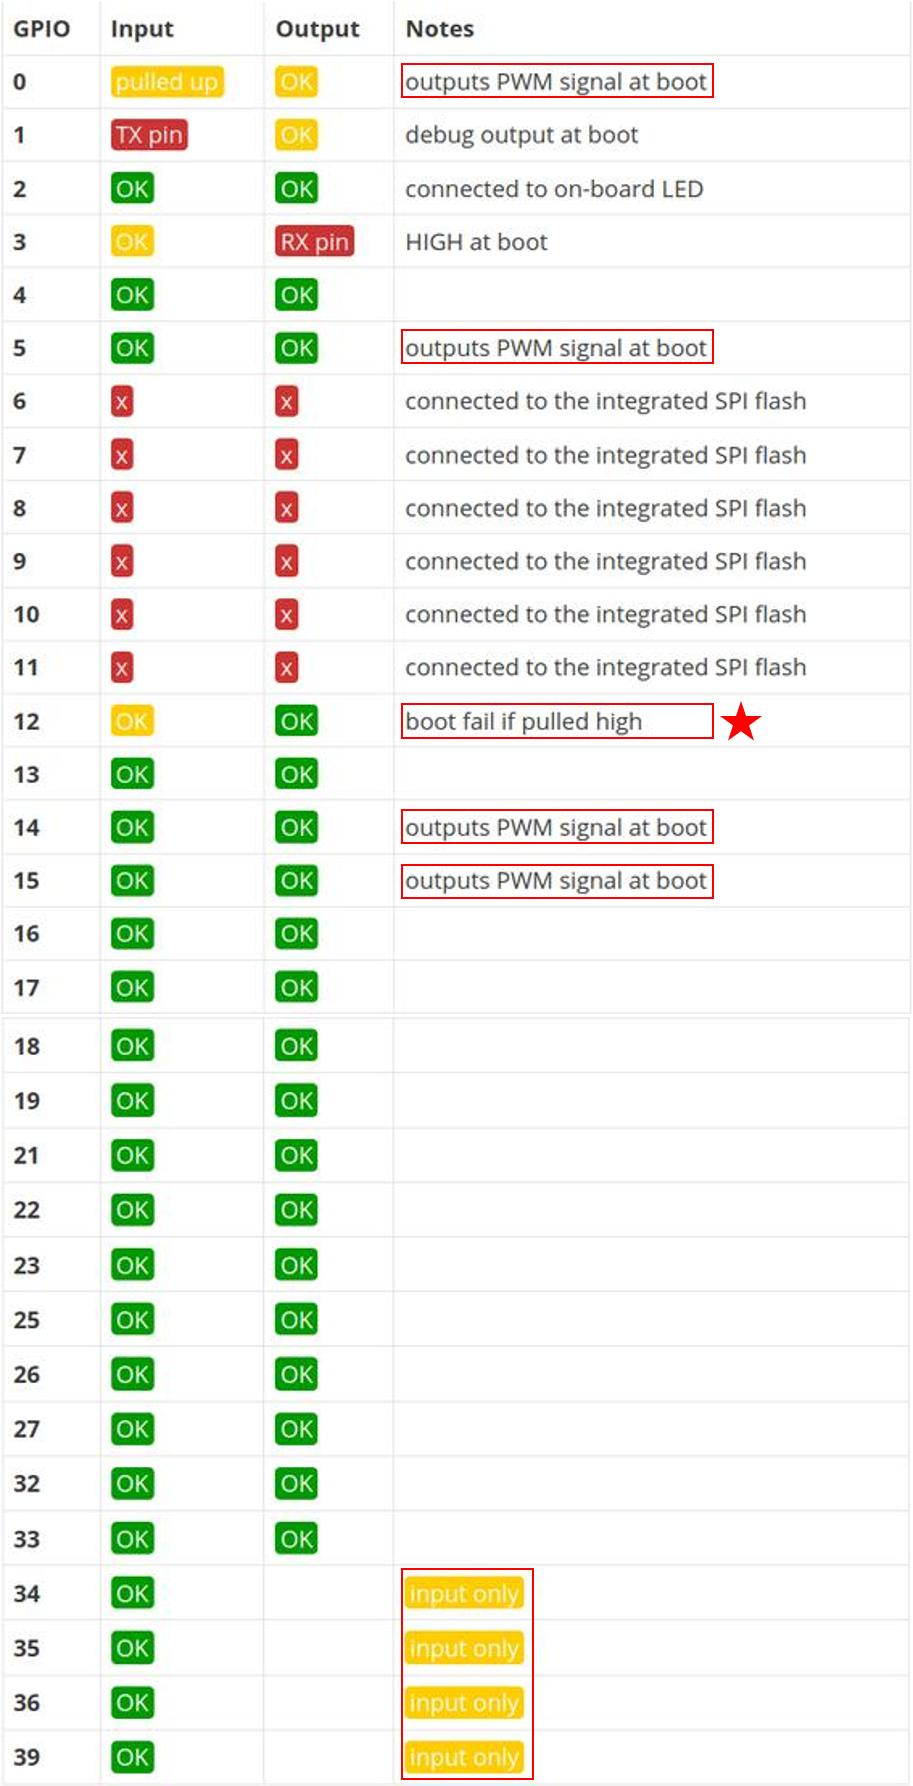 GPIO Input Output Notes
0 pulled up OK outputs PWM signal at boot
1 TX pin OK debug output at boot
2 OK OK connected to on-board LED
3 OK RX pin HIGH at boot
4 OK OK
5 OK OK outputs PWM signal at boot
6 x x connected to the integrated SPI flash
7 x x connected to the integrated SPI flash
8 x x connected to the integrated SPI flash
9 x x connected to the integrated SPI flash
10 x x connected to the integrated SPI flash
11 x x connected to the integrated SPI flash
12 OK OK boot fail if pulled high
13 OK OK
14 OK OK outputs PWM signal at boot
15 OK OK outputs PWM signal at boot
16 OK OK
17 OK OK
18 OK OK
19 OK OK
21 OK OK
22 OK OK
23 OK OK
25 OK OK
26 OK OK
27 OK OK
32 OK OK
33 OK OK
34 OK input only
35 OK input only
36 OK input only
39 OK input only